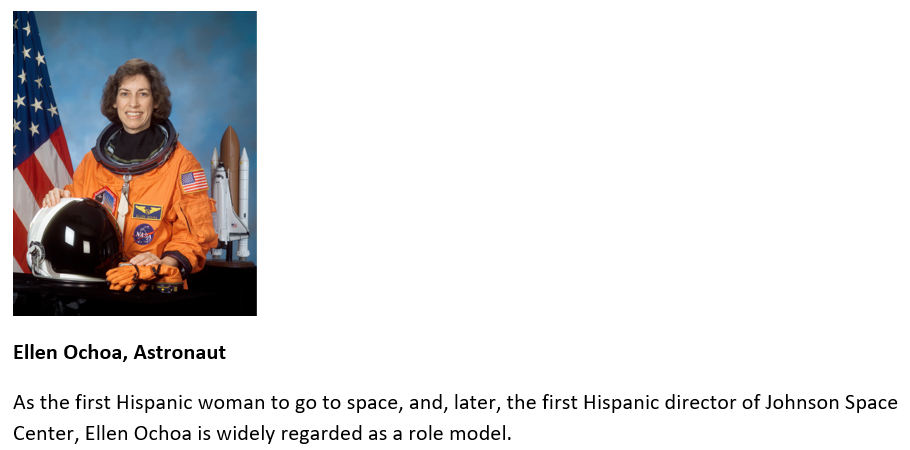 NASA
Ellen Ochoa, Astronaut
As the first Hispanic woman to go to space, and, later, the first Hispanic director of Johnson Space
Center, Ellen Ochoa is widely regarded as a role model.